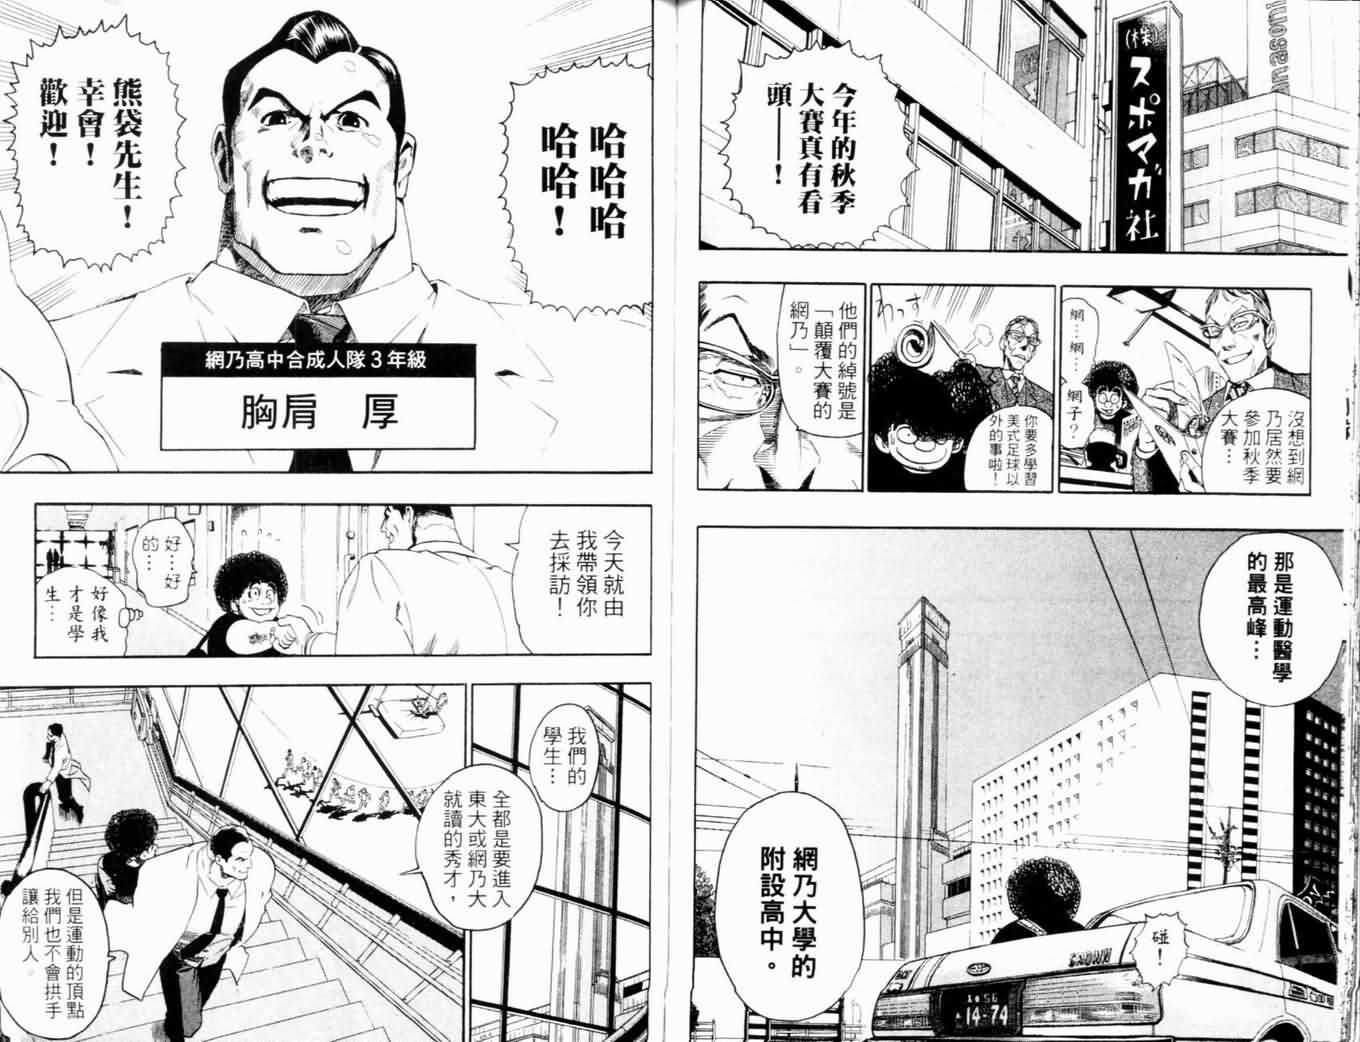 (株)スポマガ社
今年的秋季
大賽真有看
頭——！
網…網…網子？
沒想到網
乃居然要
參加秋季
大賽…
わっす
你要多學習
美式足球以
外的事啦！
他們的綽號是
「顛覆大賽的
網乃」。
那是運動醫學
的最高峰…
網乃大學的
附設高中。
碰！
CROWN
56
14-74
哈哈哈
哈哈！
熊袋先生！
幸會！
歡迎！
網乃高中合成人隊3年級
胸肩 厚
今天就由
我帶領你
去採訪！
好…好
的…
好像我
才是學
生…
我們的
學生…
全都是要進入
東大或網乃大
就讀的秀才，
但是運動的頂點
我們也不會拱手
讓給別人。